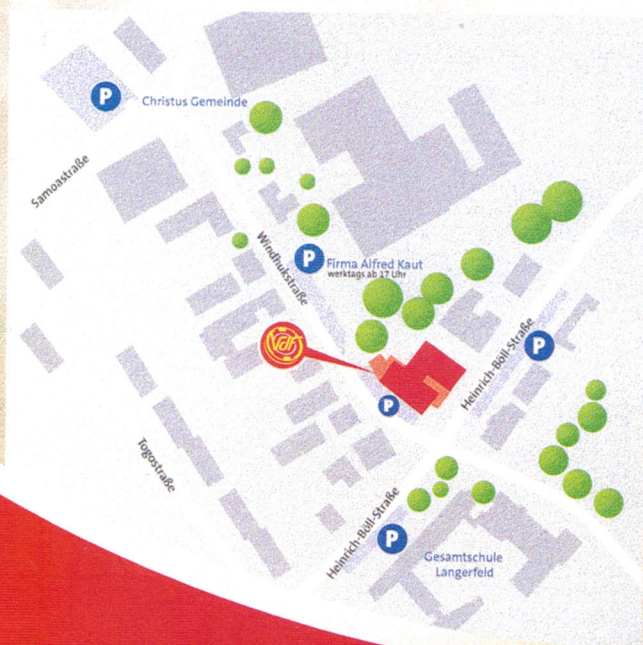 P
Christus Gemeinde
Samoastraße
Windhukstraße
P
Firma Alfred Kaut
werktags ab 17 Uhr
P
Heinrich-Böll-Straße
P
Togostraße
Heinrich-Böll-Straße
P
Gesamtschule
Langerfeld